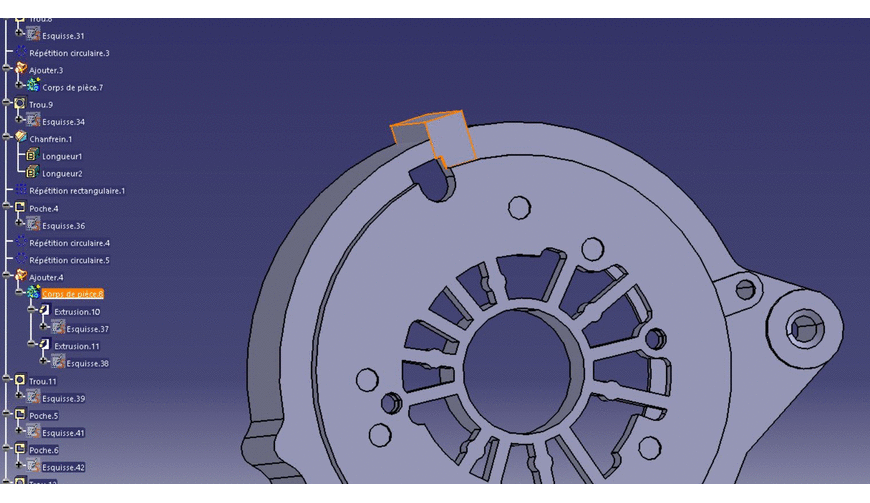 Trou.8
Esquisse.31
Répétition circulaire.3
Ajouter.3
Corps de pièce.7
Trou.9
Esquisse.34
Chanfrein.1
Longueur1
Longueur2
Répétition rectangulaire.1
Poche.4
Esquisse.36
Répétition circulaire.4
Répétition circulaire.5
Ajouter.4
Corps de pièce.8
Extrusion.10
Esquisse.37
Extrusion.11
Esquisse.38
Trou.11
Esquisse.39
Poche.5
Esquisse.41
Poche.6
Esquisse.42